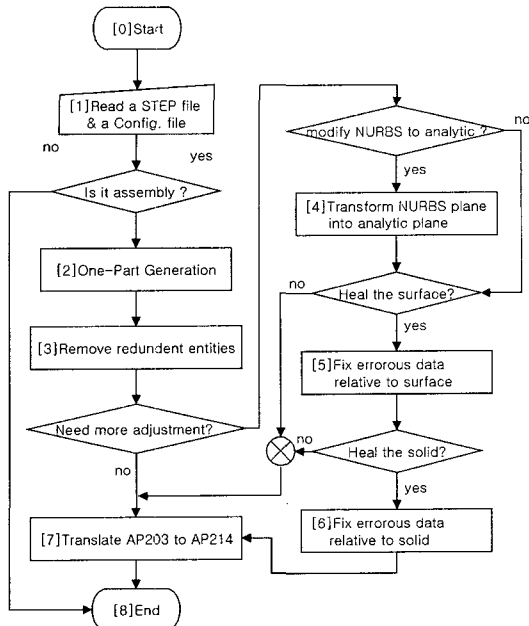 [0]Start
[1]Read a STEP file
& a Config. file
no
yes
Is it assembly ?
[2]One-Part Generation
[3]Remove redundent entities
Need more adjustment?
no
[7]Translate AP203 to AP214
[8]End
modify NURBS to analytic ?
no
yes
[4]Transform NURBS plane
into analytic plane
no
Heal the surface?
yes
[5]Fix errorous data
relative to surface
no
Heal the solid?
yes
[6]Fix errorous data
relative to solid